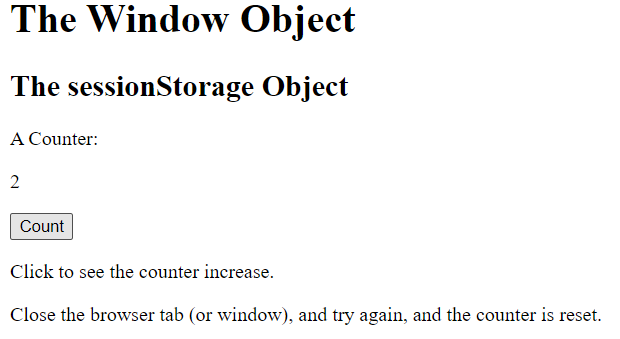 The Window Object
The sessionStorage Object
A Counter:
2
Count
Click to see the counter increase.
Close the browser tab (or window), and try again, and the counter is reset.